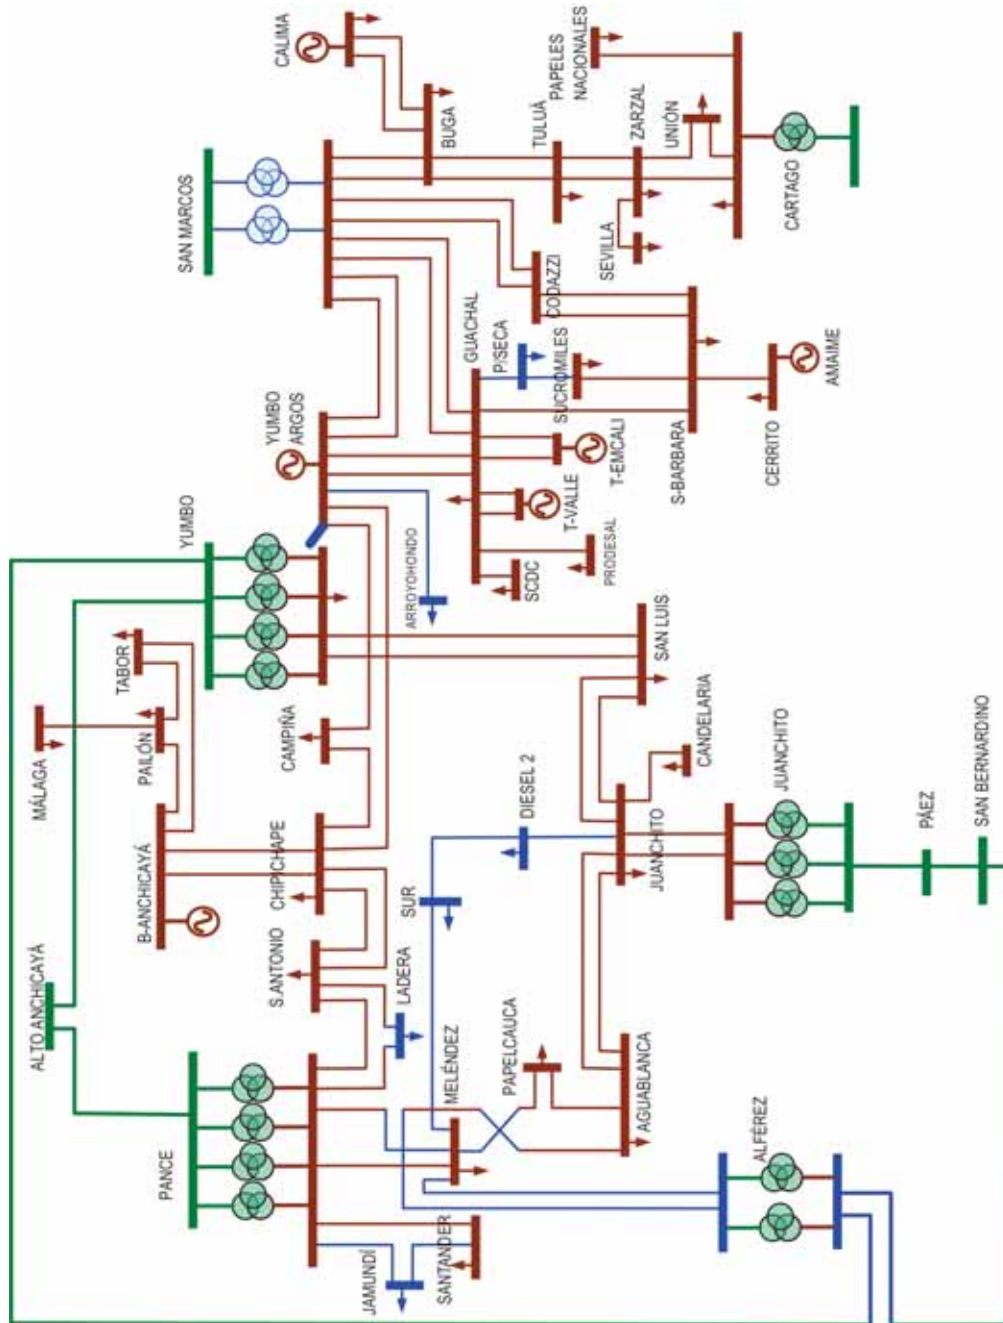 CALIMA
PAPELES
NACIONALES
BUGA
TULUÁ
ZARZAL
UNIÓN
SAN MARCOS
SEVILLA
CARTAGO
CODAZZI
GUACHAL
P/SECA
SUCROMILES
YUMBO
ARGOS
T-EMCALI
S-BARBARA
CERRITO
AMAIME
YUMBO
T-VALLE
ARROYOHONDO
SCDC
PRODESAL
TABOR
SAN LUIS
MÁLAGA
PAILÓN
CAMPIÑA
CANDELARIA
DIESEL 2
JUANCHITO
JUANCHITO
PÁEZ
SAN BERNARDINO
B-ANCHICAYÁ
CHIPICHAPE
SUR
ALTO ANCHICAYÁ
S.ANTONIO
LADERA
MELÉNDEZ
PAPELCAUCA
AGUABLANCA
PANCE
ALFÉREZ
JAMUNDÍ
SANTANDER